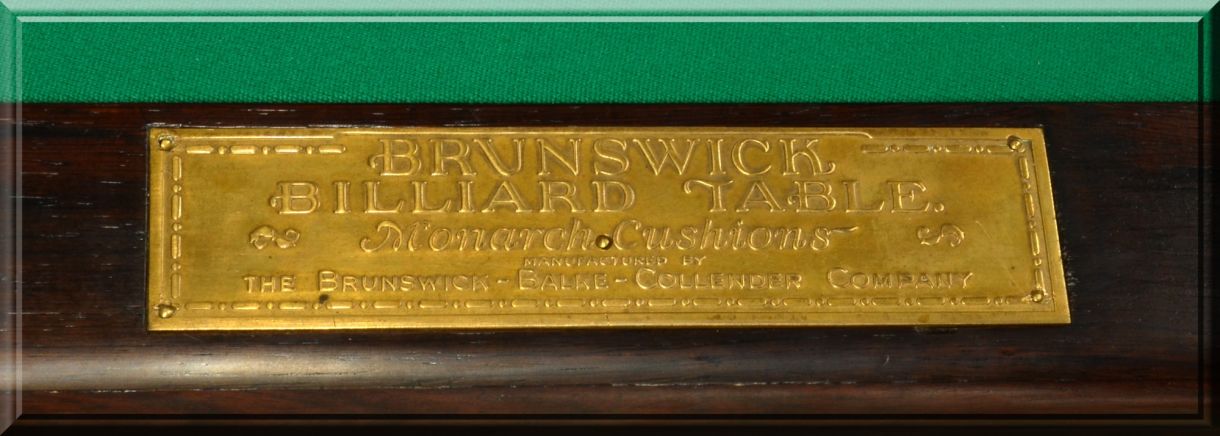 BRUNSWICK
BILLIARD TABLE.
Monarch Cushions
MANUFACTURED BY
THE BRUNSWICK-BALKE-COLLENDER COMPANY